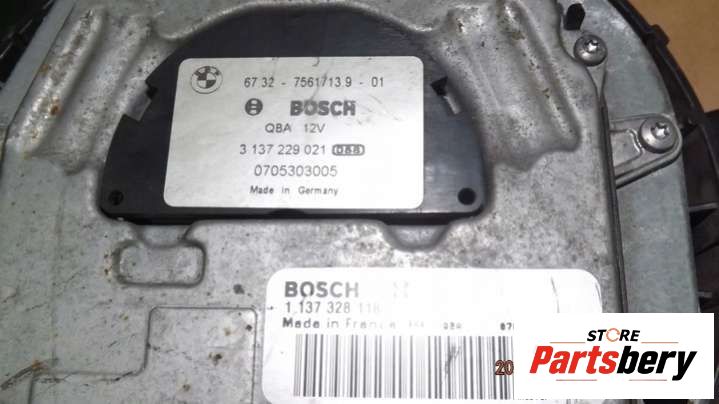 67.32 - 7561713.9 - 01
BOSCH
QBA 12V
3 137 229 021 QBB
0705303005
Made in Germany
BOSCH
1 137 328 118
Made in France
STORE
Partsbery